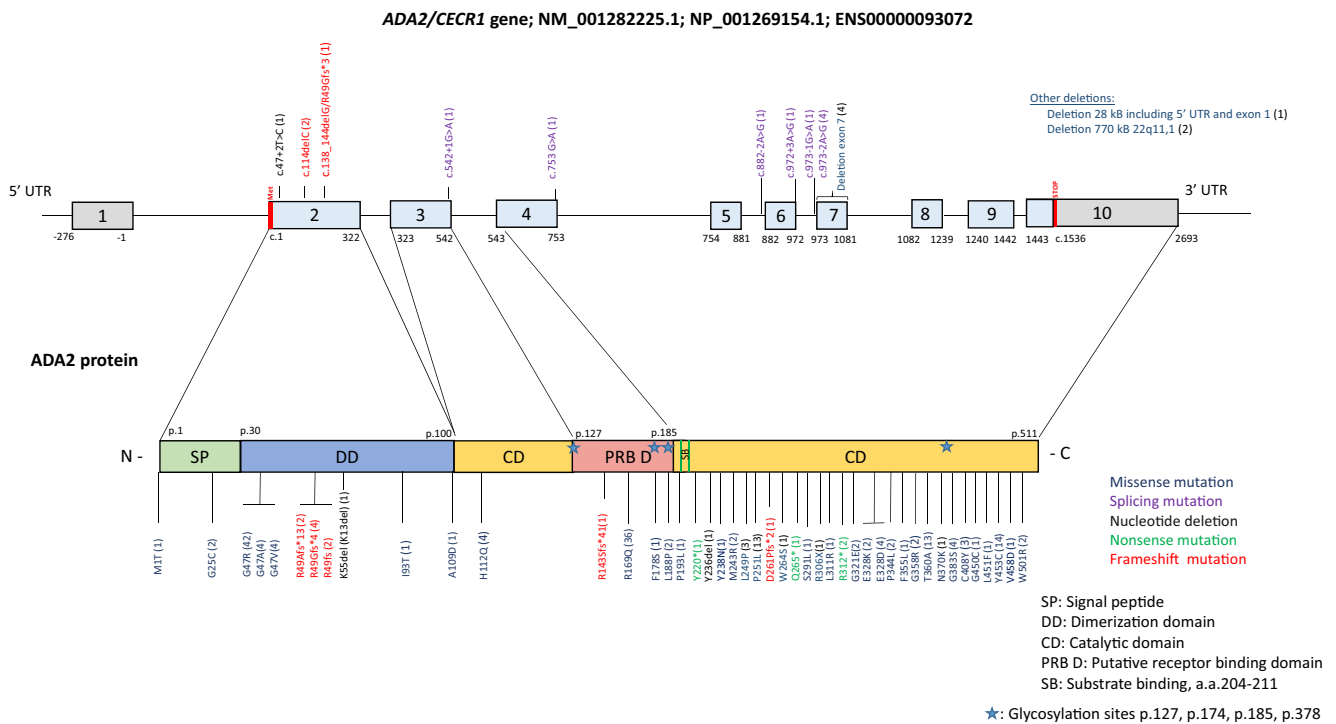 ADA2/CECR1 gene; NM_001282225.1; NP_001269154.1; ENS00000093072
c.47+2T>C (1)
c.114delC (2)
c.138_144delG/R49Gfs*3 (1)
c.542+1G>A (1)
c.753 G>A (1)
c.882-2A>G (1)
c.972+3A>G (1)
c.973-1G>A (1)
c.973-2A>G (4)
Deletion exon 7 (4)
Other deletions:
Deletion 28 kB including 5’ UTR and exon 1 (1)
Deletion 770 kB 22q11,1 (2)
5’ UTR
Met
STOP
3’ UTR
1 2 3 4 5 6 7 8 9 10
-276 -1 c.1 322 323 542 543 753 754 881 882 972 973 1081 1082 1239 1240 1442 1443 c.1536 2693
ADA2 protein
p.1 p.30 p.100 p.127 p.185 p.511
N - SP DD CD PRB D SB CD - C
M1T (1)
G25C (2)
G47R (42)
G47A(4)
G47V(4)
R49Afs*13 (2)
R49Gfs*4 (4)
R49fs (2)
K55del (K13del) (1)
I93T (1)
A109D (1)
H112Q (4)
R143Sfs*41(1)
R169Q (36)
F178S (1)
L188P (2)
P193L (1)
Y220*(1)
Y236del (1)
Y238N(1)
M243R (2)
L249P (3)
P251L (13)
D261Pfs*2 (1)
W264S (1)
Q265* (1)
S291L (1)
R306X(1)
L311R (1)
R312* (2)
G321E(2)
E328K (2)
E328D (4)
P344L (2)
F355L (1)
G358R (2)
T360A (13)
N370K (1)
G383S (4)
C408Y (3)
G450C (1)
L451F (1)
Y453C (14)
V458D (1)
W501R (2)
Missense mutation
Splicing mutation
Nucleotide deletion
Nonsense mutation
Frameshift mutation
SP: Signal peptide
DD: Dimerization domain
CD: Catalytic domain
PRB D: Putative receptor binding domain
SB: Substrate binding, a.a.204-211
: Glycosylation sites p.127, p.174, p.185, p.378